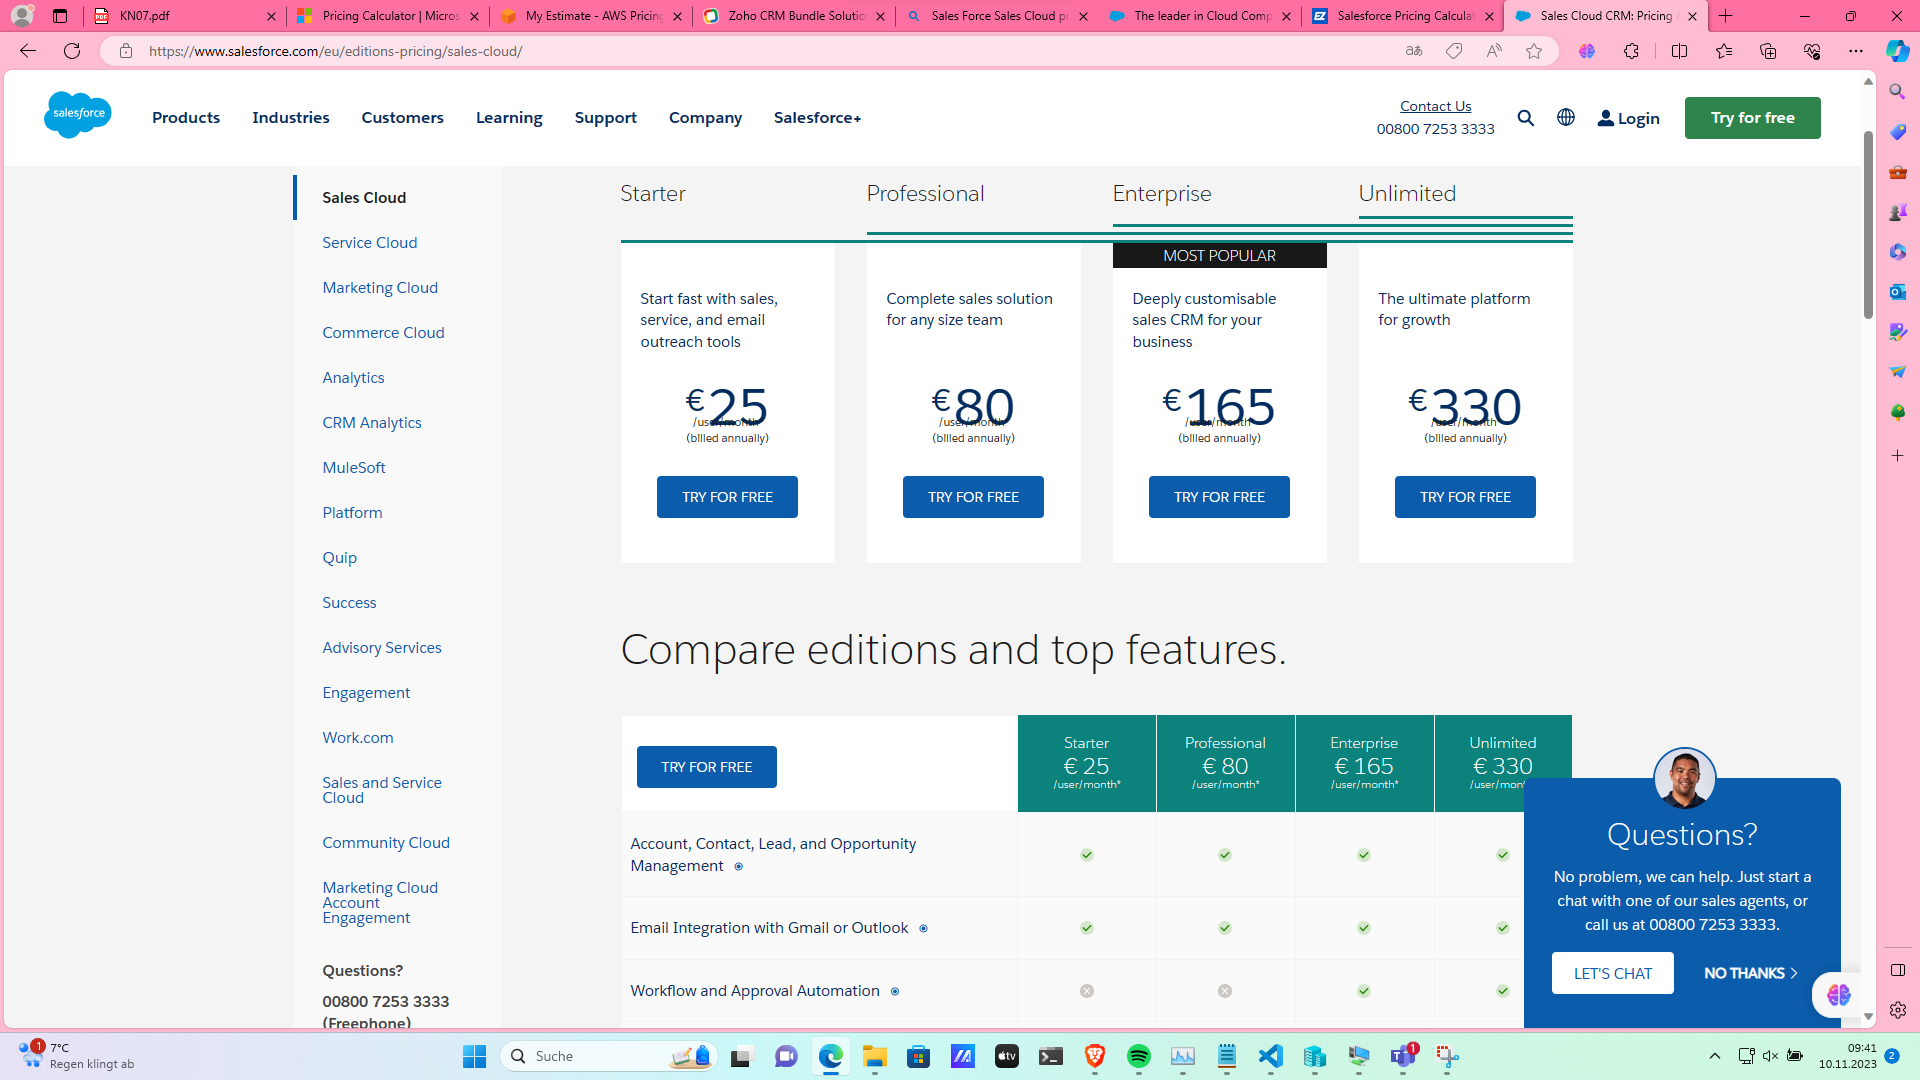 KN07.pdf
Pricing Calculator | Micros
My Estimate - AWS Pricing
Zoho CRM Bundle Solutio
Sales Force Sales Cloud pr
The leader in Cloud Comp
Salesforce Pricing Calculat
Sales Cloud CRM: Pricing
https://www.salesforce.com/eu/editions-pricing/sales-cloud/
salesforce
Products
Industries
Customers
Learning
Support
Company
Salesforce+
Contact Us
00800 7253 3333
Login
Try for free
Sales Cloud
Service Cloud
Marketing Cloud
Commerce Cloud
Analytics
CRM Analytics
MuleSoft
Platform
Quip
Success
Advisory Services
Engagement
Work.com
Sales and Service
Cloud
Community Cloud
Marketing Cloud
Account
Engagement
Questions?
00800 7253 3333
(Freephone)
Starter
Professional
Enterprise
Unlimited
MOST POPULAR
Start fast with sales,
service, and email
outreach tools
€25
/user/month
(billed annually)
TRY FOR FREE
Complete sales solution
for any size team
€80
/user/month
(billed annually)
TRY FOR FREE
Deeply customisable
sales CRM for your
business
€165
/user/month
(billed annually)
TRY FOR FREE
The ultimate platform
for growth
€330
/user/month
(billed annually)
TRY FOR FREE
Compare editions and top features.
TRY FOR FREE
Starter
€ 25
/user/month*
Professional
€ 80
/user/month*
Enterprise
€ 165
/user/month*
Unlimited
€ 330
/user/mon
Account, Contact, Lead, and Opportunity
Management
Email Integration with Gmail or Outlook
Workflow and Approval Automation
Questions?
No problem, we can help. Just start a
chat with one of our sales agents, or
call us at 00800 7253 3333.
LET'S CHAT
NO THANKS
1
7°C
Regen klingt ab
Suche
tv
1
09:41
10.11.2023
2